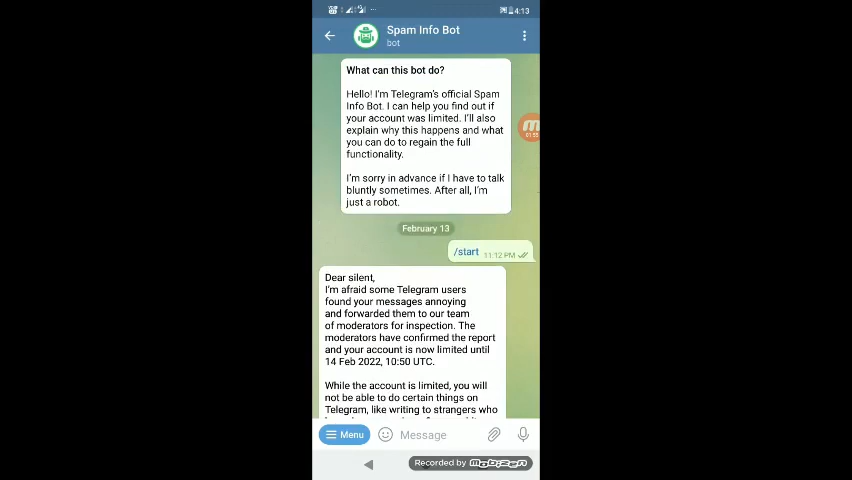 4:13
Spam Info Bot
bot
What can this bot do?
Hello! I'm Telegram's official Spam
Info Bot. I can help you find out if
your account was limited. I'll also
explain why this happens and what
you can do to regain the full
functionality.
I'm sorry in advance if I have to talk
bluntly sometimes. After all, I'm
just a robot.
February 13
/start 11:12 PM
Dear silent,
I'm afraid some Telegram users
found your messages annoying
and forwarded them to our team
of moderators for inspection. The
moderators have confirmed the report
and your account is now limited until
14 Feb 2022, 10:50 UTC.
While the account is limited, you will
not be able to do certain things on
Telegram, like writing to strangers who
Menu Message
Recorded by mobizen